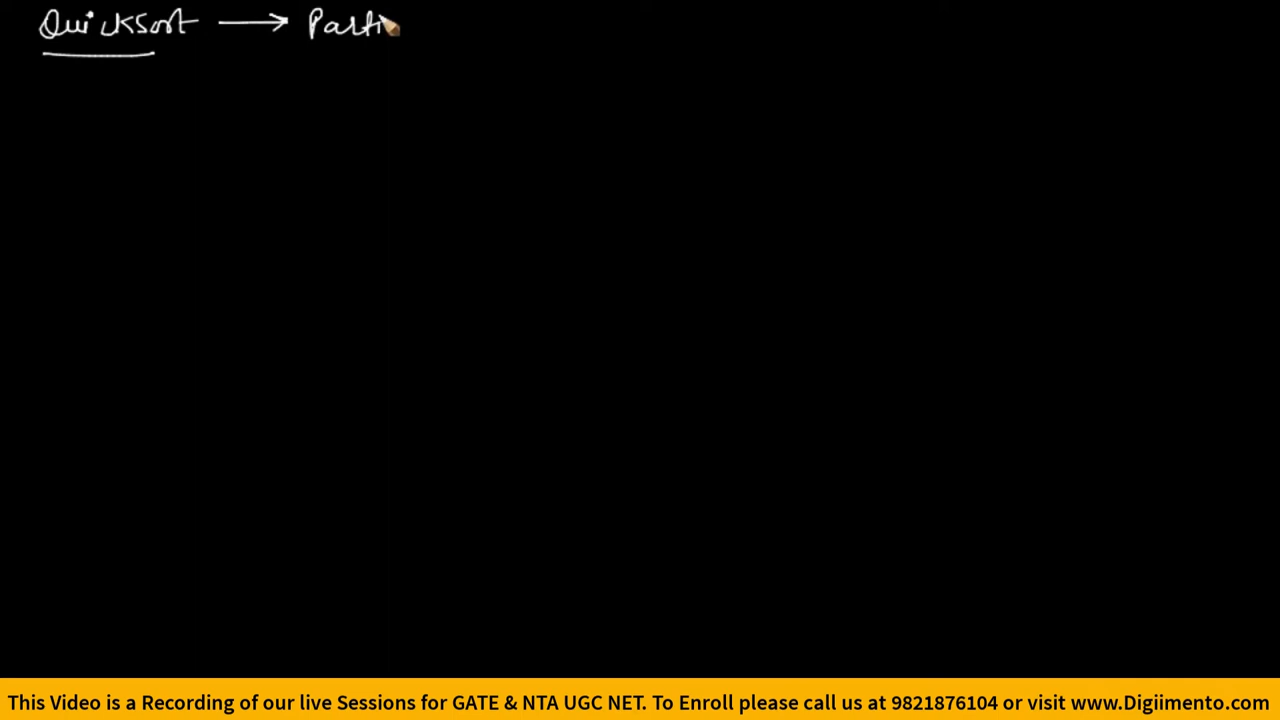 Quicksort → Parti
This Video is a Recording of our live Sessions for GATE & NTA UGC NET. To Enroll please call us at 9821876104 or visit www.Digiimento.com